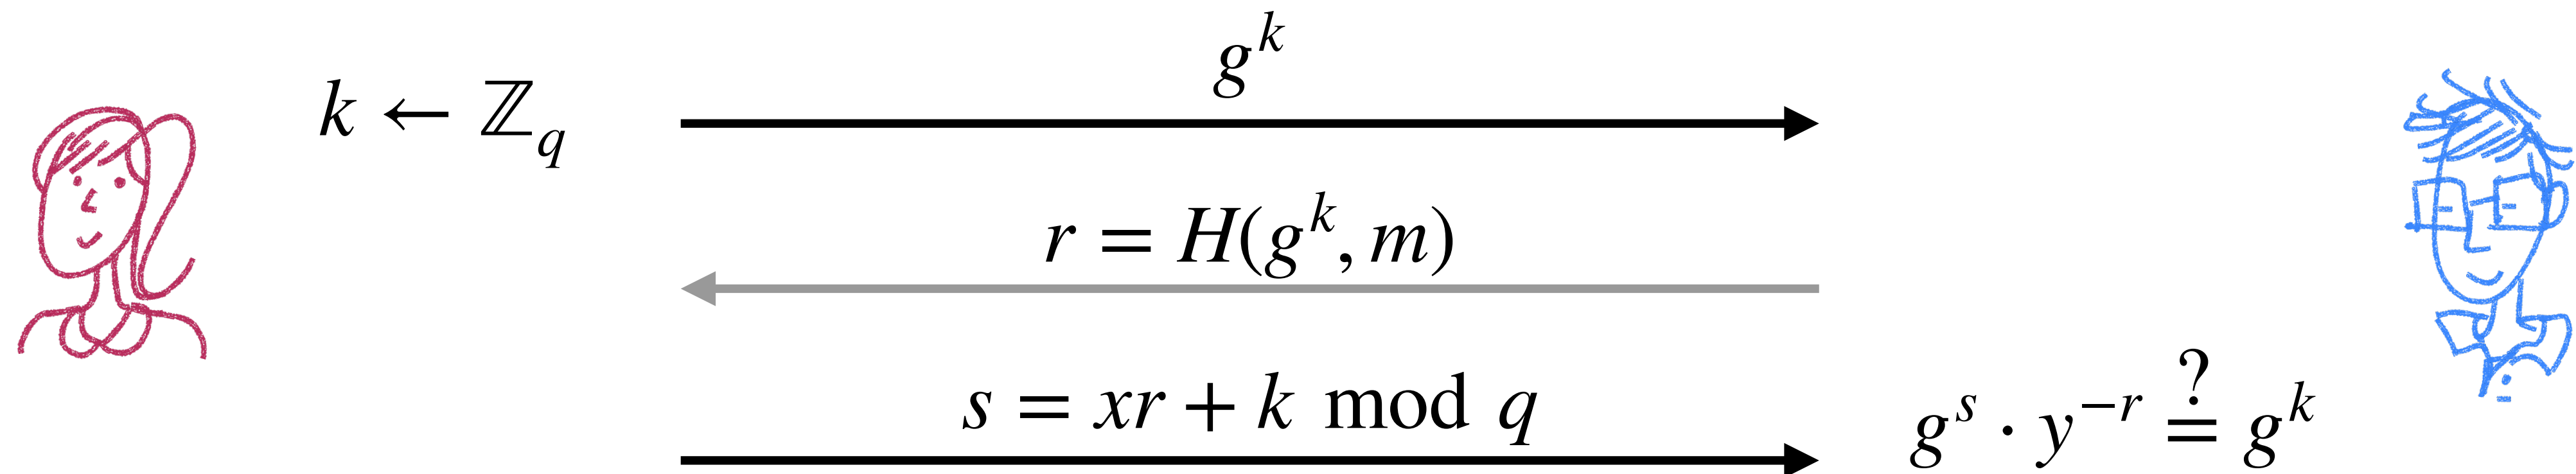 g^k
k ← ℤ_q
r = H(g^k, m)
s = xr + k mod q
g^s · y^{−r} ≟ g^k